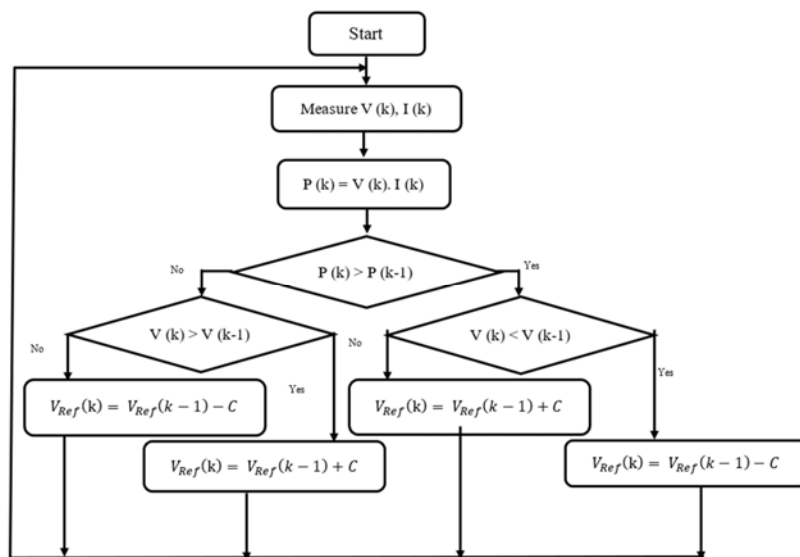 Start
Measure V (k), I (k)
P (k) = V (k). I (k)
No
P (k) > P (k-1)
Yes
V (k) > V (k-1)
V (k) < V (k-1)
No
Yes
No
Yes
V_Ref(k) = V_Ref(k − 1) − C
V_Ref(k) = V_Ref(k − 1) + C
V_Ref(k) = V_Ref(k − 1) + C
V_Ref(k) = V_Ref(k − 1) − C